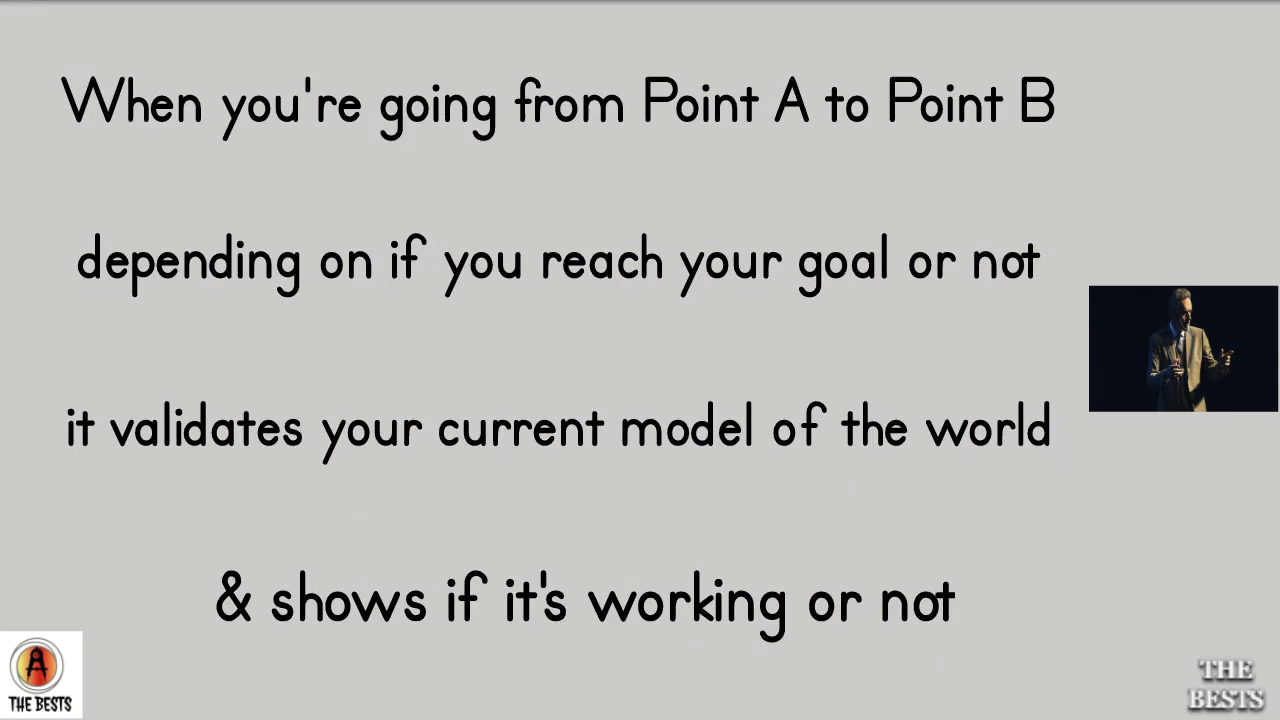 When you're going from Point A to Point B
depending on if you reach your goal or not
it validates your current model of the world
& shows if it's working or not
A
THE BESTS
THE
BESTS